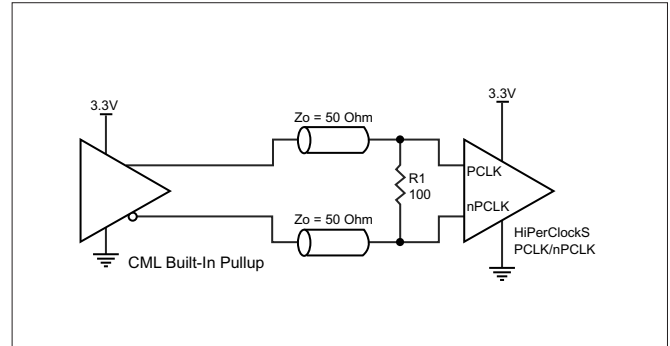 3.3V
3.3V
Zo = 50 Ohm
PCLK
R1
100
nPCLK
Zo = 50 Ohm
HiPerClockS
PCLK/nPCLK
CML Built-In Pullup